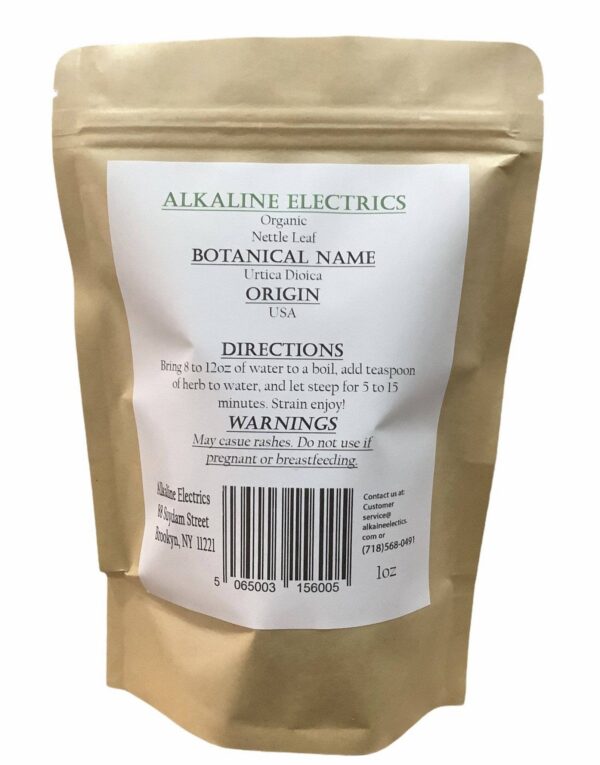 ALKALINE ELECTRICS
Organic
Nettle Leaf
BOTANICAL NAME
Urtica Dioica
ORIGIN
USA
DIRECTIONS
Bring 8 to 12oz of water to a boil, add teaspoon
of herb to water, and let steep for 5 to 15
minutes. Strain enjoy!
WARNINGS
May casue rashes. Do not use if
pregnant or breastfeeding.
Alkaline Electrics
88 Suydam Street
Brookyn, NY 11221
5 065003 156005
Contact us at:
Customer
service@
alkaineelectics.
com or
(718)568-0491
1oz